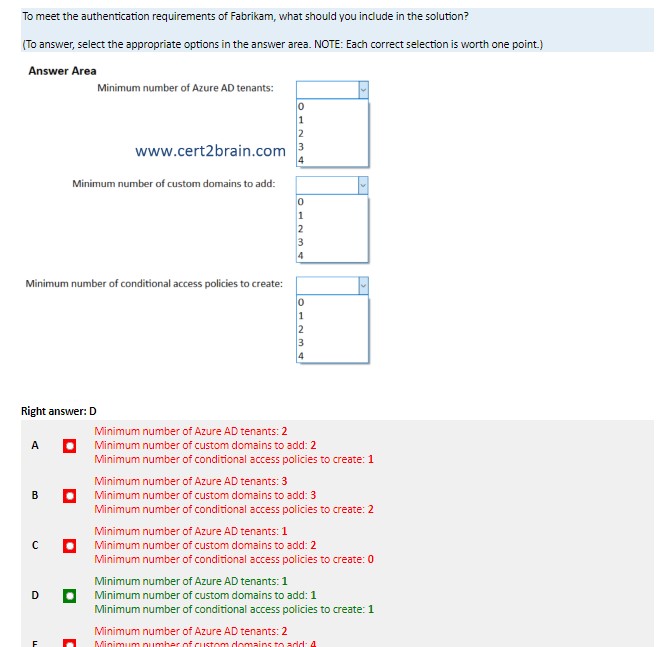 To meet the authentication requirements of Fabrikam, what should you include in the solution?
(To answer, select the appropriate options in the answer area. NOTE: Each correct selection is worth one point.)
Answer Area
Minimum number of Azure AD tenants:
0
1
2
3
4
www.cert2brain.com
Minimum number of custom domains to add:
0
1
2
3
4
Minimum number of conditional access policies to create:
0
1
2
3
4
Right answer: D
A
Minimum number of Azure AD tenants: 2
Minimum number of custom domains to add: 2
Minimum number of conditional access policies to create: 1
B
Minimum number of Azure AD tenants: 3
Minimum number of custom domains to add: 3
Minimum number of conditional access policies to create: 2
C
Minimum number of Azure AD tenants: 1
Minimum number of custom domains to add: 2
Minimum number of conditional access policies to create: 0
D
Minimum number of Azure AD tenants: 1
Minimum number of custom domains to add: 1
Minimum number of conditional access policies to create: 1
E
Minimum number of Azure AD tenants: 2
Minimum number of custom domains to add: 4